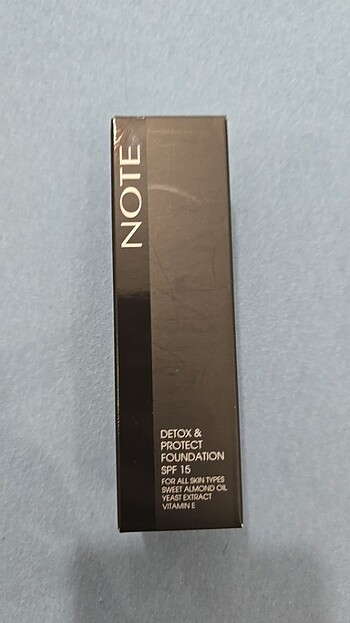 NOTE
DETOX &
PROTECT
FOUNDATION
SPF 15
FOR ALL SKIN TYPES
SWEET ALMOND OIL
YEAST EXTRACT
VITAMIN E